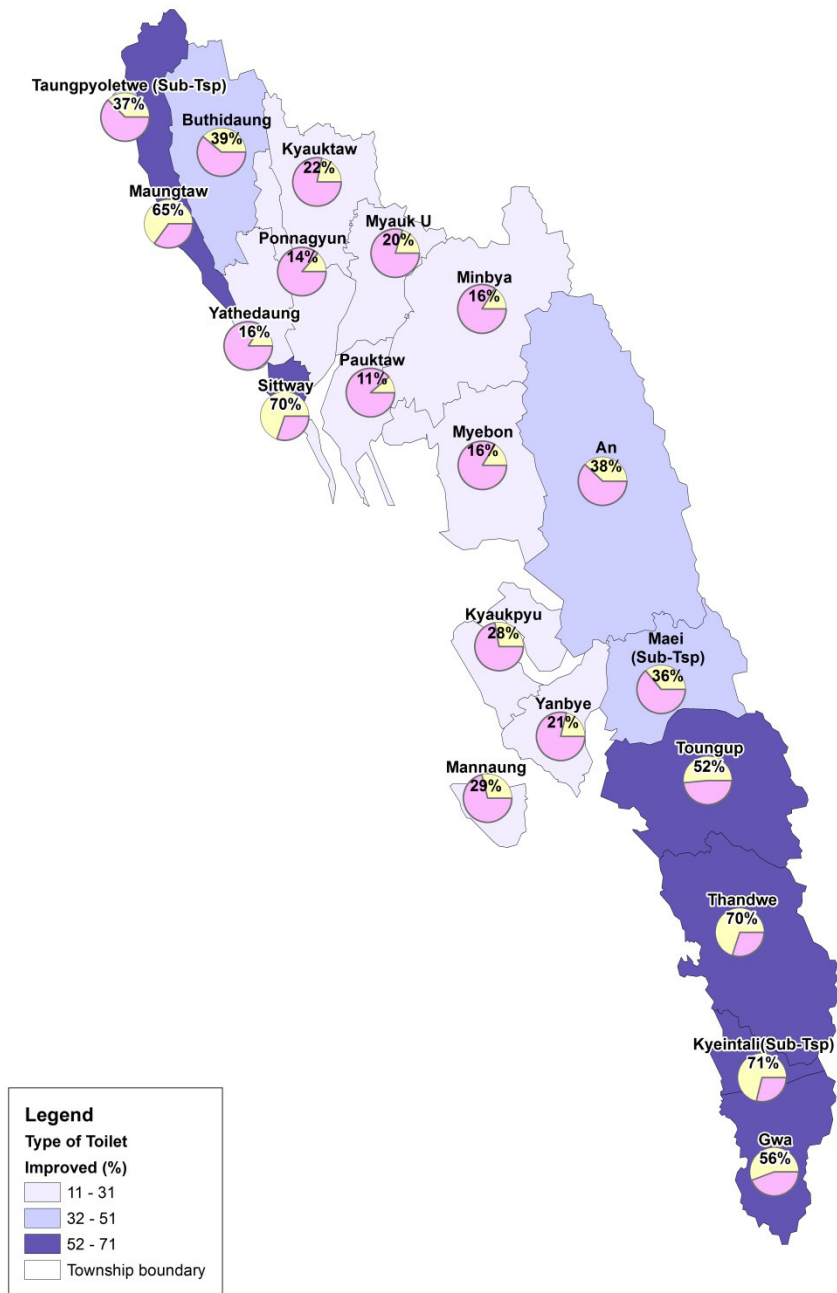 Taungpyoletwe (Sub-Tsp)
37%
Buthidaung
39%
Kyauktaw
22%
Maungtaw
65%
Myauk U
20%
Ponnagyun
14%
Minbya
16%
Yathedaung
16%
Pauktaw
11%
Sittway
70%
Myebon
16%
An
38%
Kyaukpyu
28%
Maei
(Sub-Tsp)
36%
Yanbye
21%
Toungup
52%
Mannaung
29%
Thandwe
70%
Kyeintali(Sub-Tsp)
71%
Gwa
56%
Legend
Type of Toilet
Improved (%)
11 - 31
32 - 51
52 - 71
Township boundary